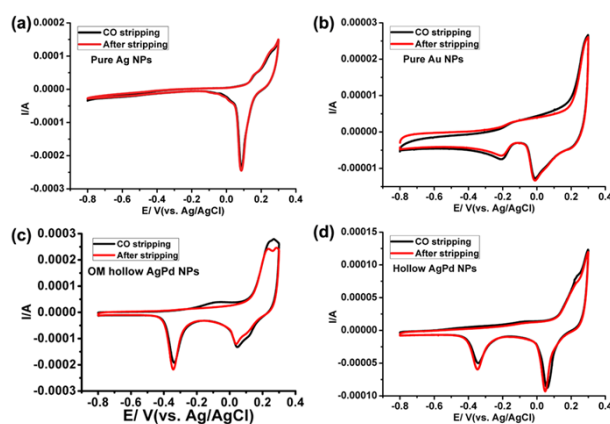 (a)
CO stripping
After stripping
Pure Ag NPs
I/A
0.0002
0.0001
0.0000
-0.0001
-0.0002
-0.0003
-0.8 -0.6 -0.4 -0.2 0.0 0.2 0.4
E/ V(vs. Ag/AgCl)
(b)
CO stripping
After stripping
Pure Au NPs
I/A
0.00003
0.00002
0.00001
0.00000
-0.00001
-0.8 -0.6 -0.4 -0.2 0.0 0.2 0.4
E/ V(vs. Ag/AgCl)
(c)
CO stripping
After stripping
OM hollow AgPd NPs
I/A
0.0003
0.0002
0.0001
0.0000
-0.0001
-0.0002
-0.0003
-0.8 -0.6 -0.4 -0.2 0.0 0.2 0.4
E/ V(vs. Ag/AgCl)
(d)
CO stripping
After stripping
Hollow AgPd NPs
I/A
0.00015
0.00010
0.00005
0.00000
-0.00005
-0.00010
-0.8 -0.6 -0.4 -0.2 0.0 0.2 0.4
E/ V(vs. Ag/AgCl)